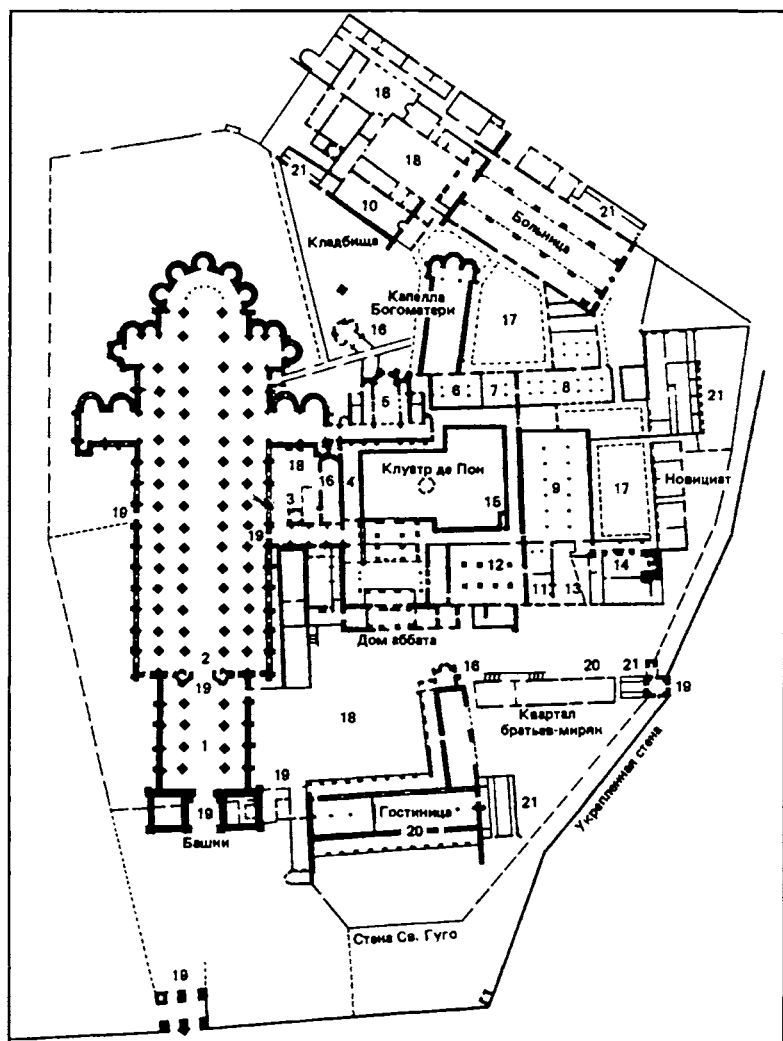 18
18
21
10
Больница
21
Кладбища
Капелла
Богоматери
16
17
5
6
7
8
21
18
16
3
4
Клуатр де Пон
15
9
17
Новициат
19
19
12
11
13
14
Дом аббата
2
19
16
20
21
19
Квартал
братьев-мирян
18
1
19
19
Гостиница
20
21
Башни
Укрепленная стена
Стена Св. Гуго
19